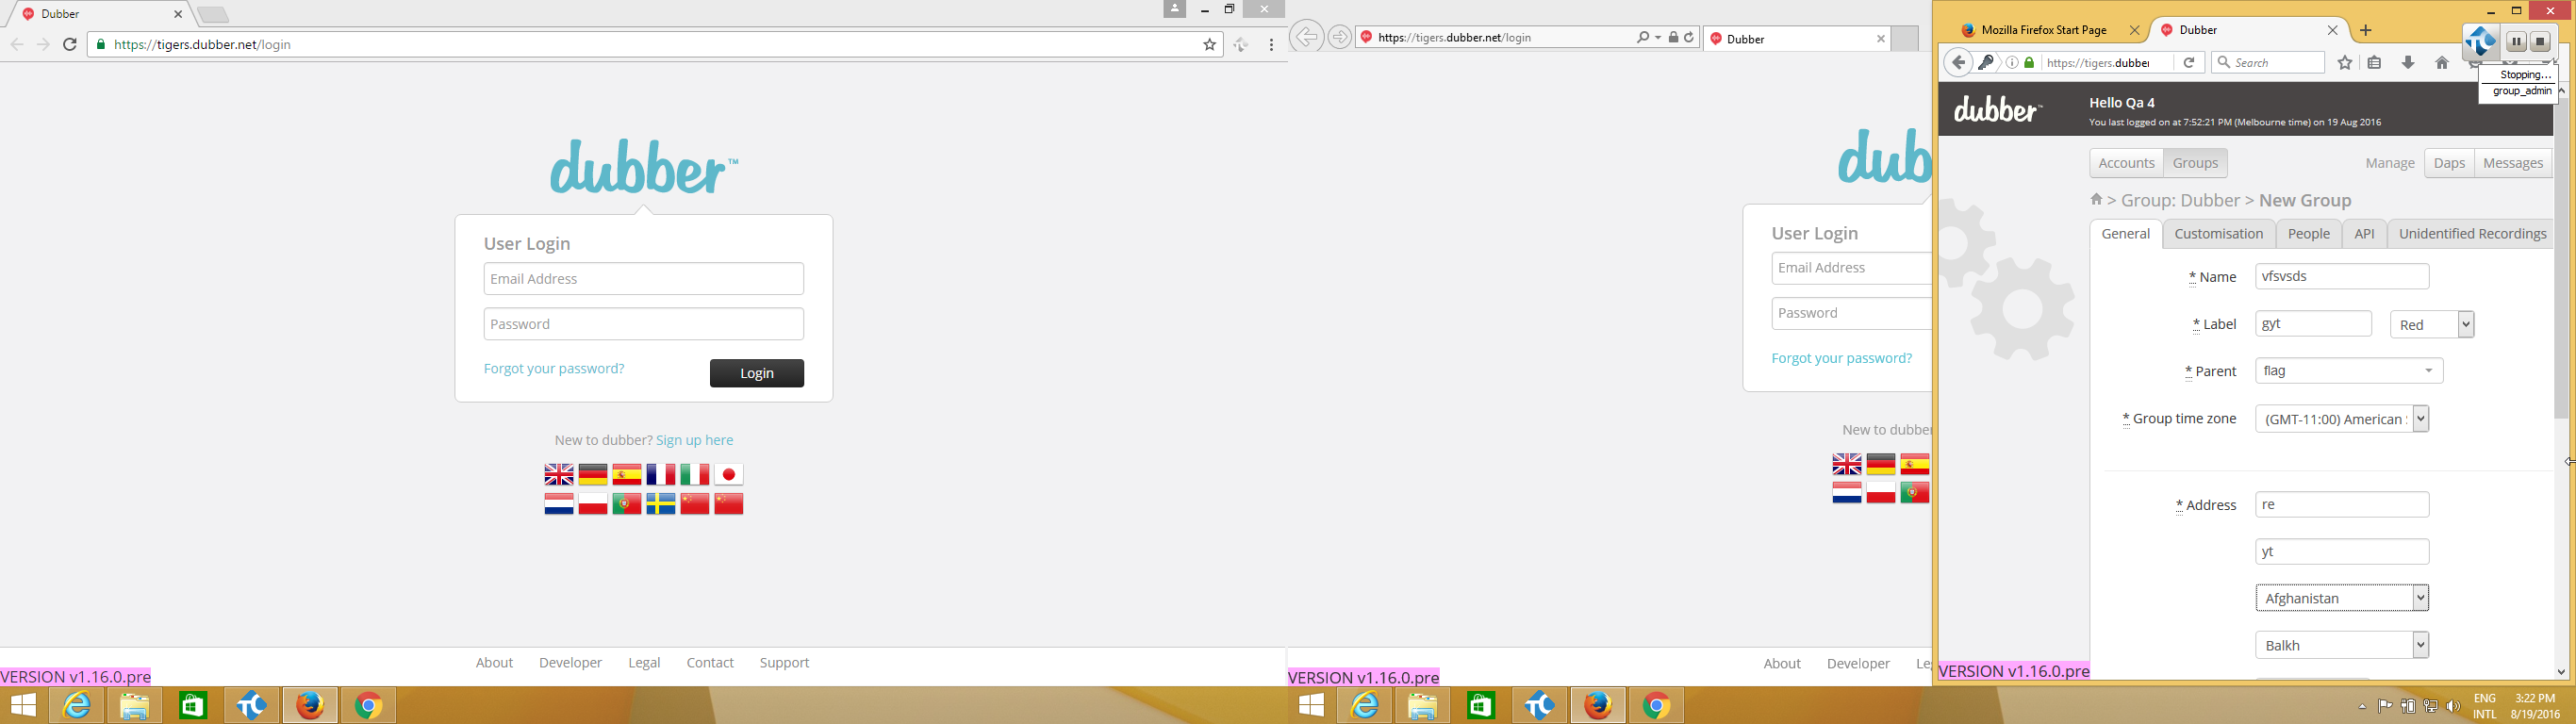 Dubber
https://tigers.dubber.net/login
dubber™
User Login
Email Address
Password
Forgot your password?
Login
New to dubber? Sign up here
About Developer Legal Contact Support
VERSION v1.16.0.pre
https://tigers.dubber.net/login
Dubber
dub
User Login
Email Address
Password
Forgot your password?
New to dubber
About Developer Le
VERSION v1.16.0.pre
Mozilla Firefox Start Page
Dubber
https://tigers.dubber
Search
Stopping...
group_admin
dubber™
Hello Qa 4
You last logged on at 7:52:21 PM (Melbourne time) on 19 Aug 2016
Accounts Groups Manage Daps Messages
> Group: Dubber > New Group
General Customisation People API Unidentified Recordings
* Name vfsvsds
* Label gyt Red
* Parent flag
* Group time zone (GMT-11:00) American
* Address re
yt
Afghanistan
Balkh
VERSION v1.16.0.pre
ENG
INTL
3:22 PM
8/19/2016